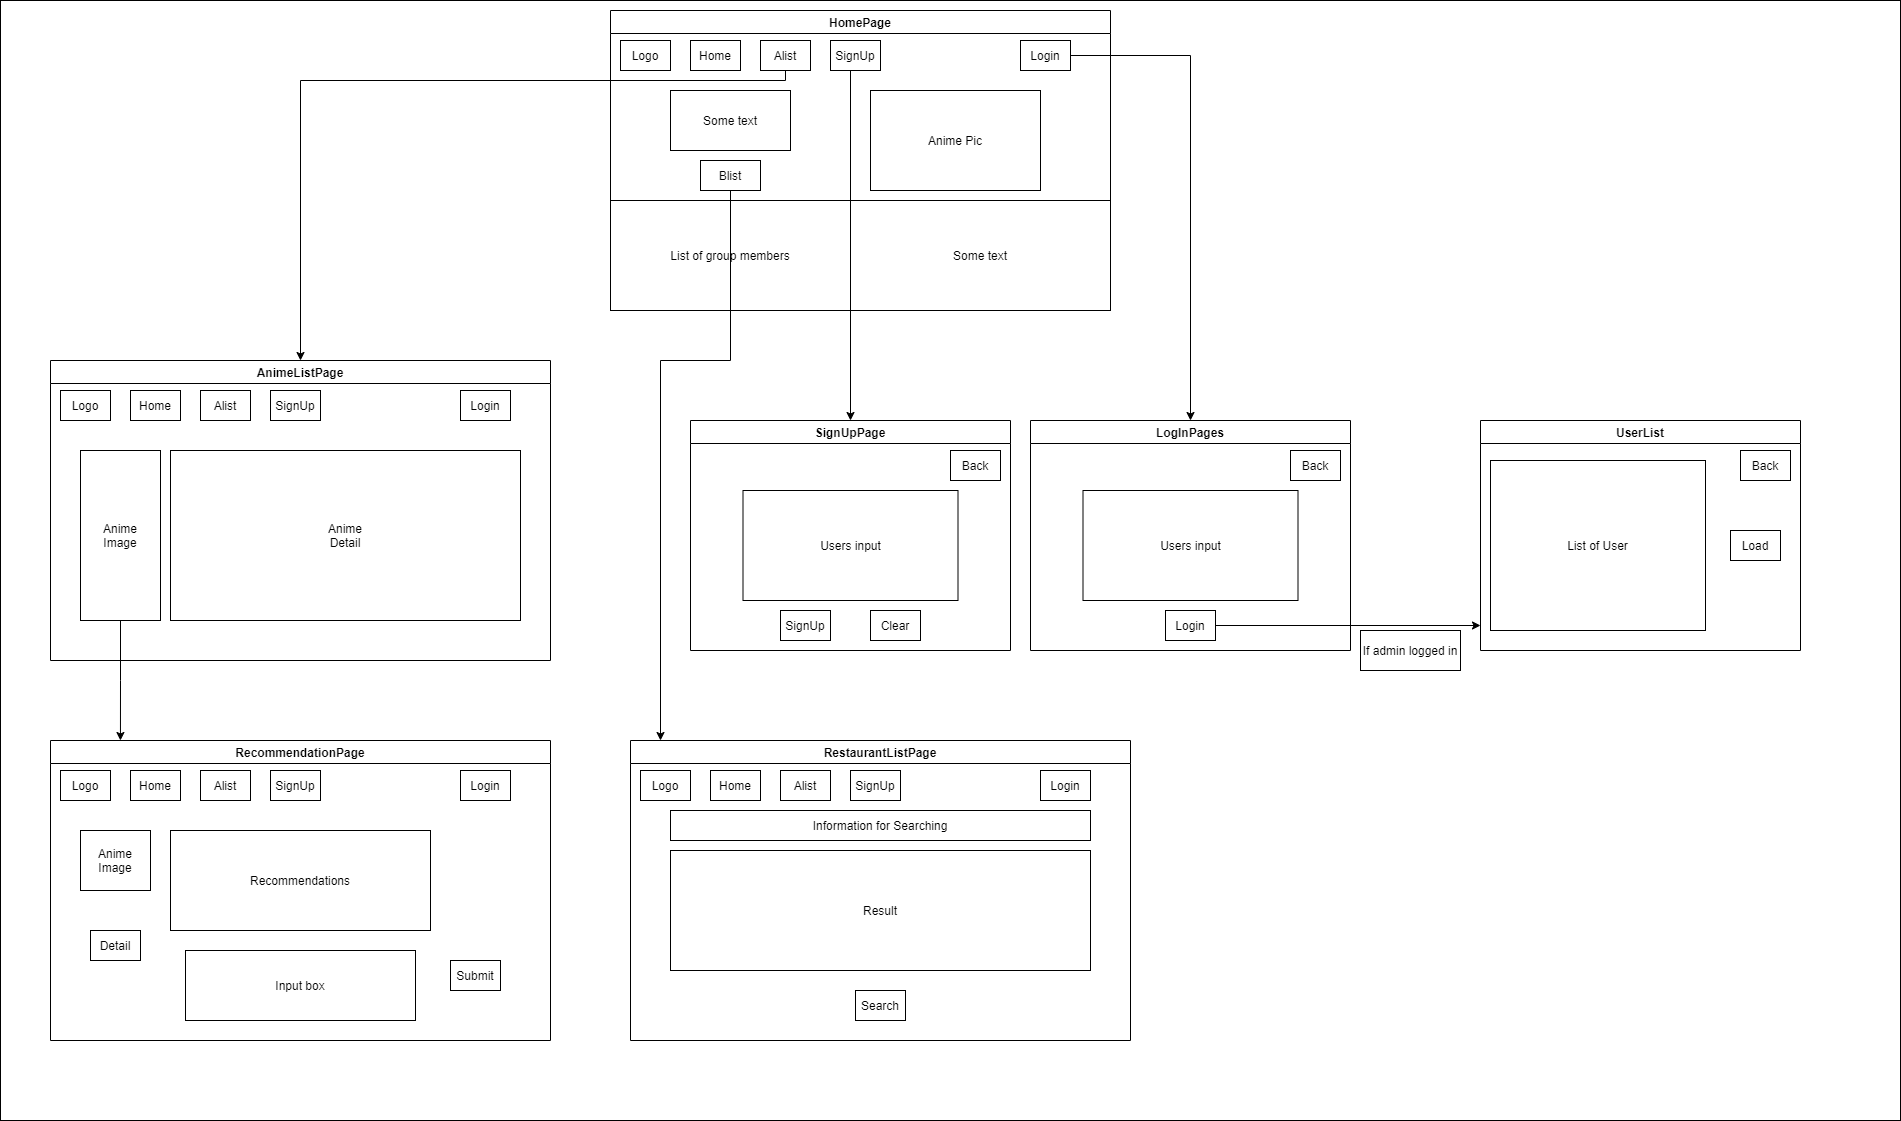 HomePage
Logo
Home
Alist
SignUp
Login
Some text
Anime Pic
Blist
List of group members
Some text
AnimeListPage
Logo
Home
Alist
SignUp
Login
Anime
Image
Anime
Detail
SignUpPage
Back
Users input
SignUp
Clear
LogInPages
Back
Users input
Login
If admin logged in
UserList
Back
List of User
Load
RecommendationPage
Logo
Home
Alist
SignUp
Login
Anime
Image
Recommendations
Detail
Input box
Submit
RestaurantListPage
Logo
Home
Alist
SignUp
Login
Information for Searching
Result
Search